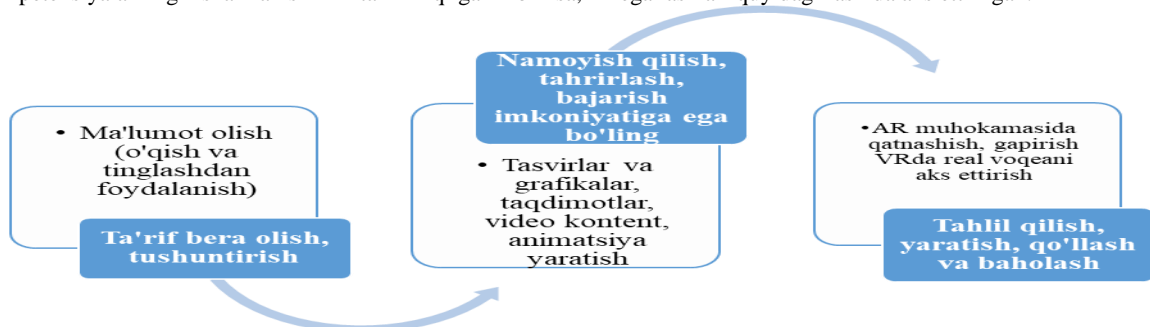 • Ma'lumot olish
(o'qish va
tinglashdan
foydalanish)
Ta'rif bera olish,
tushuntirish
Namoyish qilish,
tahrirlash,
bajarish
imkoniyatiga ega
bo'ling
• Tasvirlar va
grafikalar,
taqdimotlar,
video kontent,
animatsiya
yaratish
•AR muhokamasida
qatnashish, gapirish
VRda real voqeani
aks ettirish
Tahlil qilish,
yaratish, qo'llash
va baholash